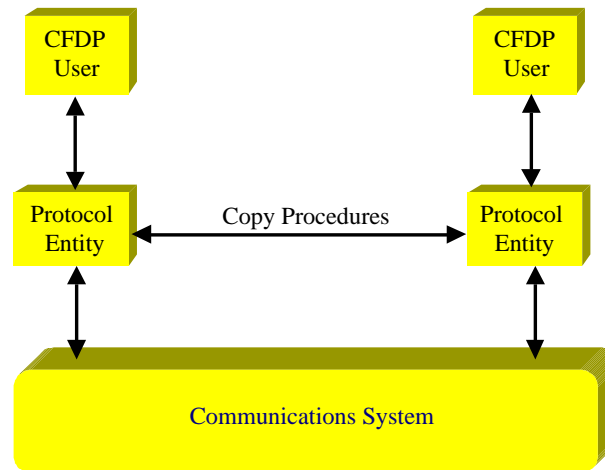 CFDP
User
CFDP
User
Protocol
Entity
Copy Procedures
Protocol
Entity
Communications System